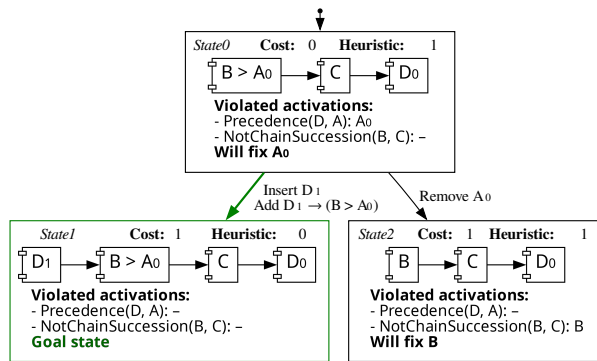 State0 Cost: 0 Heuristic: 1
B > A0 C D0
Violated activations:
- Precedence(D, A): A0
- NotChainSuccession(B, C): –
Will fix A0
Insert D1
Add D1 → (B > A0)
Remove A0
State1 Cost: 1 Heuristic: 0
D1 B > A0 C D0
Violated activations:
- Precedence(D, A): –
- NotChainSuccession(B, C): –
Goal state
State2 Cost: 1 Heuristic: 1
B C D0
Violated activations:
- Precedence(D, A): –
- NotChainSuccession(B, C): B
Will fix B